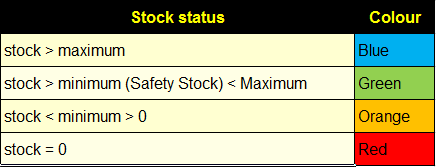 Stock status Colour
stock > maximum Blue
stock > minimum (Safety Stock) < Maximum Green
stock < minimum > 0 Orange
stock = 0 Red